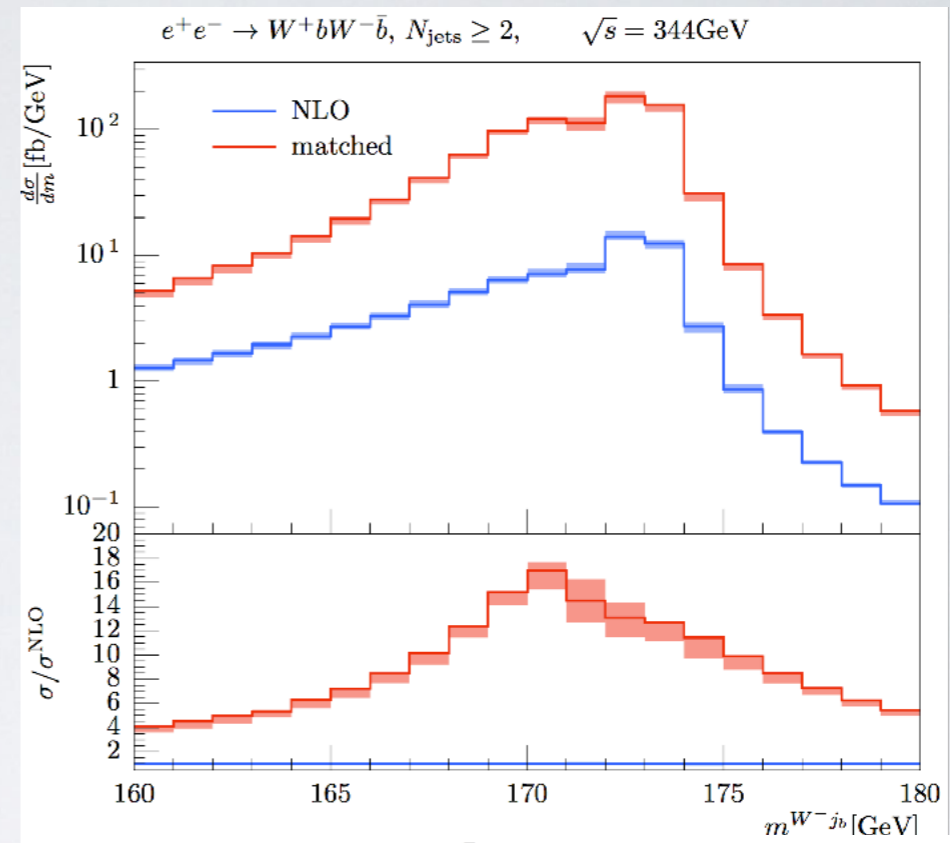 e⁺e⁻ → W⁺bW⁻b̄, N_jets ≥ 2, √s = 344GeV
dσ/dm [fb/GeV]
NLO
matched
10²
10¹
1
10⁻¹
20
18
16
14
12
10
8
6
4
2
σ/σ^NLO
160 165 170 175 180
m^{W⁻j_b}[GeV]